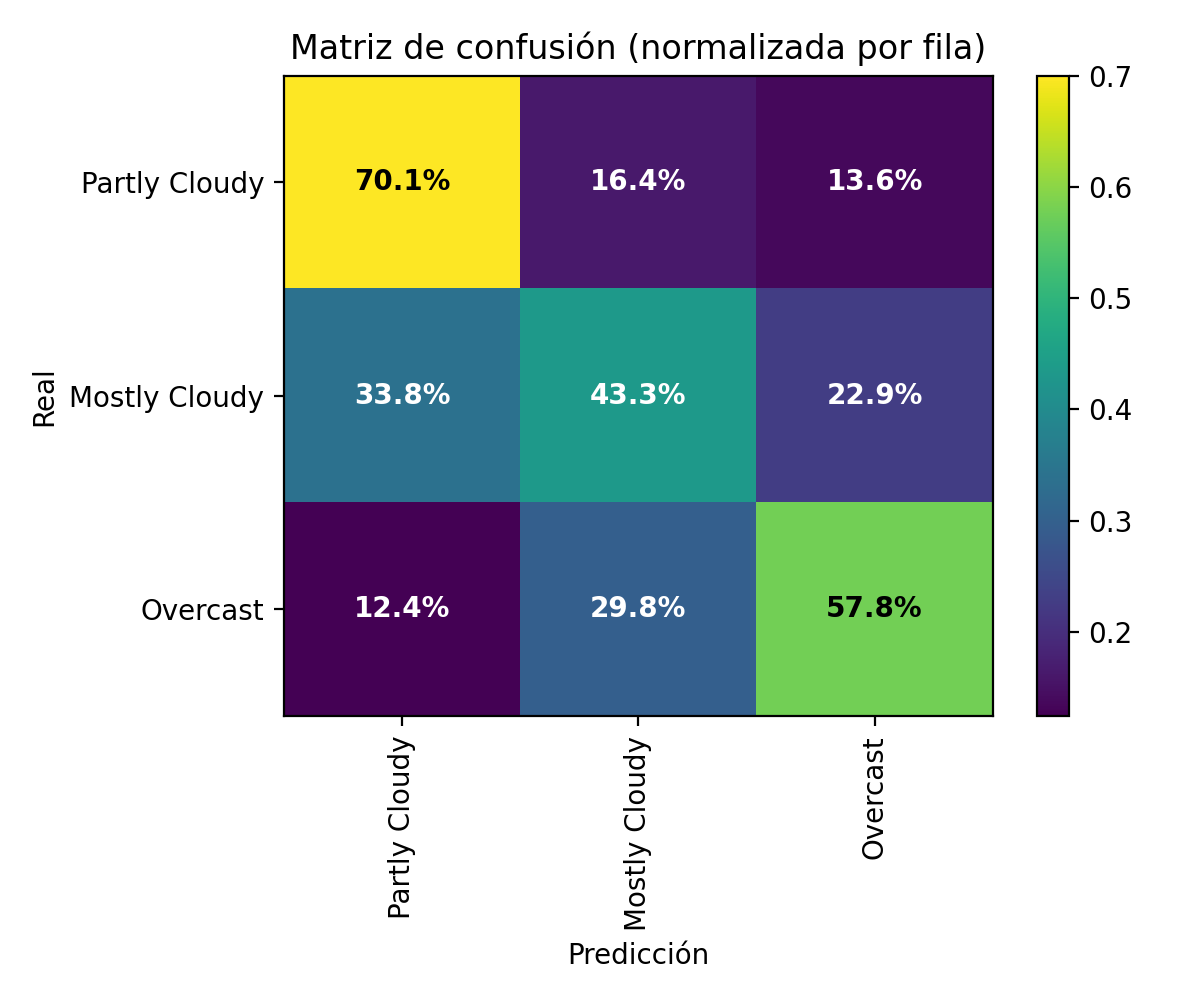 Matriz de confusión (normalizada por fila)
Real
Partly Cloudy
70.1%
16.4%
13.6%
Mostly Cloudy
33.8%
43.3%
22.9%
Overcast
12.4%
29.8%
57.8%
Partly Cloudy
Mostly Cloudy
Overcast
Predicción
0.7
0.6
0.5
0.4
0.3
0.2